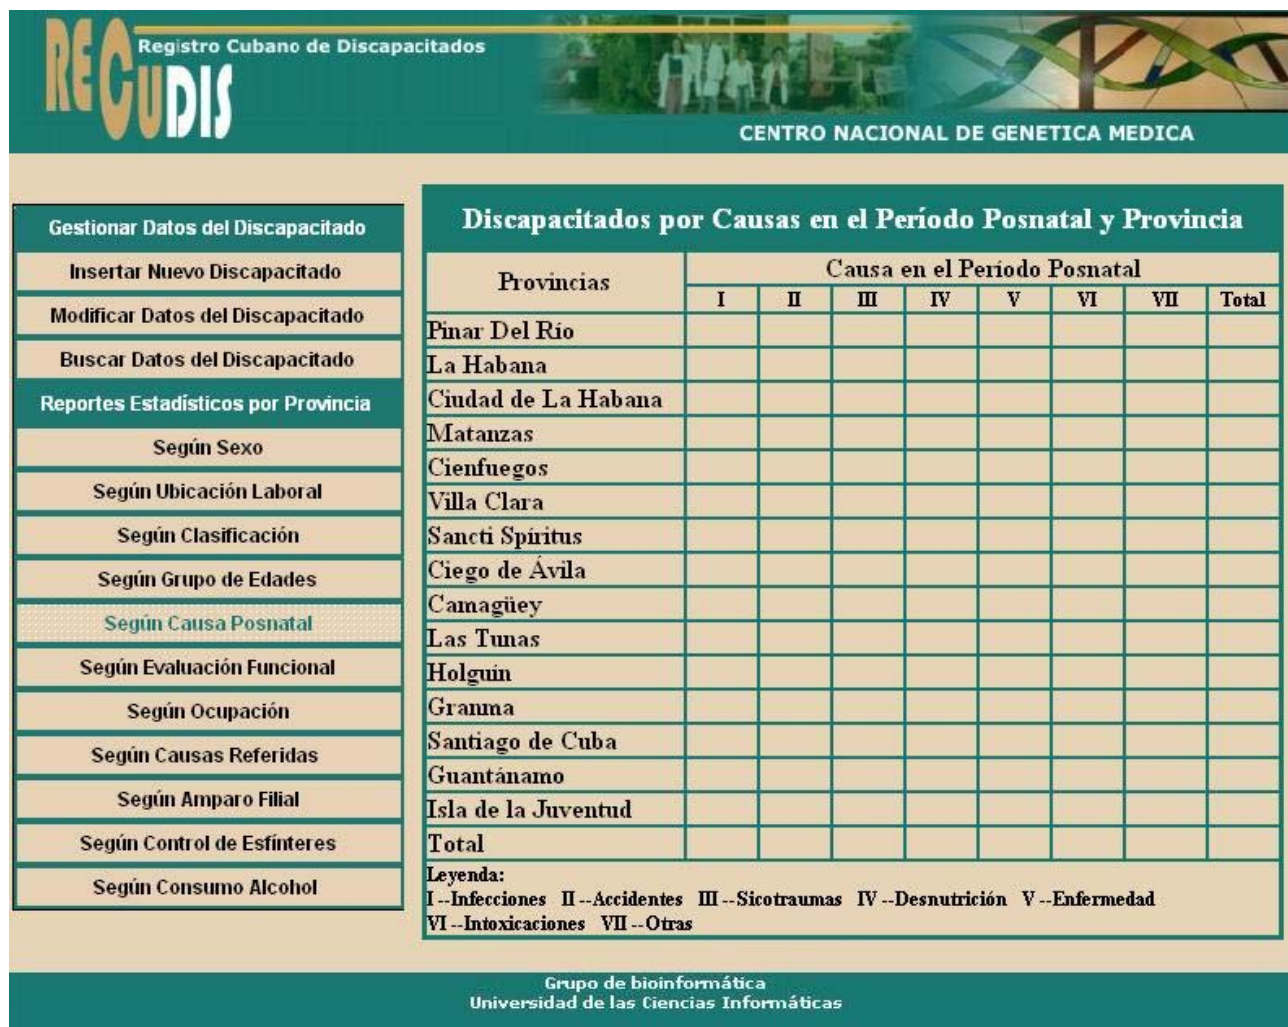 RECUDIS
Registro Cubano de Discapacitados
CENTRO NACIONAL DE GENETICA MEDICA
Gestionar Datos del Discapacitado
Insertar Nuevo Discapacitado
Modificar Datos del Discapacitado
Buscar Datos del Discapacitado
Reportes Estadísticos por Provincia
Según Sexo
Según Ubicación Laboral
Según Clasificación
Según Grupo de Edades
Según Causa Posnatal
Según Evaluación Funcional
Según Ocupación
Según Causas Referidas
Según Amparo Filial
Según Control de Esfínteres
Según Consumo Alcohol
Discapacitados por Causas en el Período Posnatal y Provincia
Provincias
Causa en el Período Posnatal
I II III IV V VI VII Total
Pinar Del Río
La Habana
Ciudad de La Habana
Matanzas
Cienfuegos
Villa Clara
Sancti Spíritus
Ciego de Ávila
Camagüey
Las Tunas
Holguín
Granma
Santiago de Cuba
Guantánamo
Isla de la Juventud
Total
Leyenda:
I --Infecciones II --Accidentes III --Sicotraumas IV --Desnutrición V --Enfermedad
VI --Intoxicaciones VII --Otras
Grupo de bioinformática
Universidad de las Ciencias Informáticas